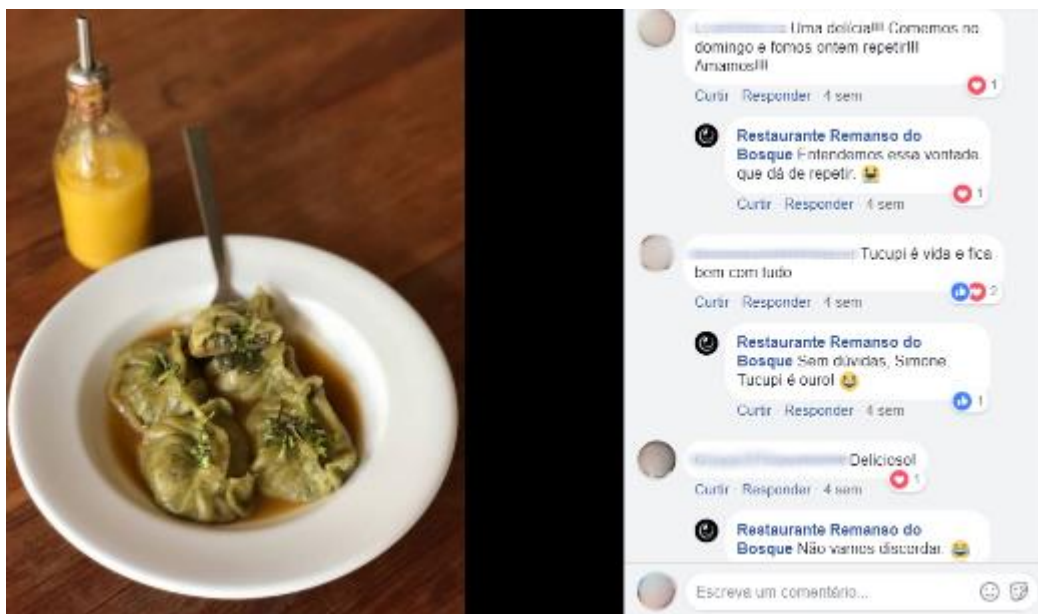 Uma delícia!!! Comemos no
domingo e fomos ontem repetir!!!
Amamos!!!
Curtir Responder 4 sem
1
Restaurante Remanso do
Bosque Entendemos essa vontade
que dá de repetir.
1
Curtir Responder 4 sem
Tucupi é vida e fica
bem com tudo
2
Curtir Responder 4 sem
Restaurante Remanso do
Bosque Sem dúvidas, Simone
Tucupi é ouro!
1
Curtir Responder 4 sem
Delicioso!
1
Curtir Responder 4 sem
Restaurante Remanso do
Bosque Não vamos discordar.
Escreva um comentário...